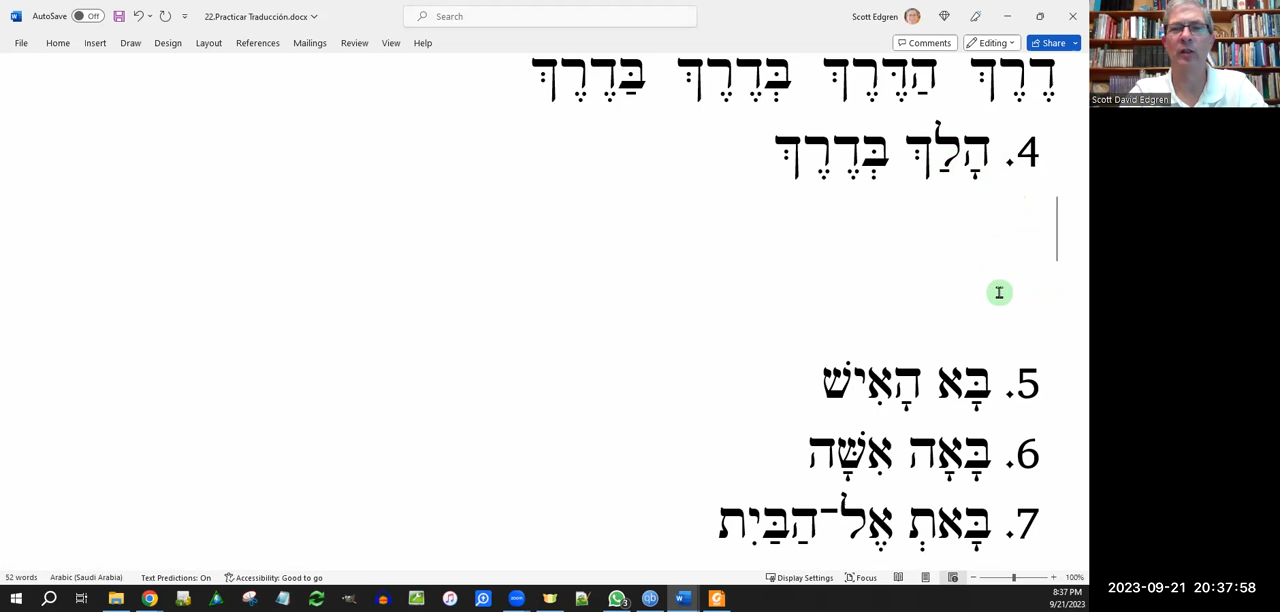 AutoSave Off 22.Practicar Traducción.docx Search Scott Edgren
File Home Insert Draw Design Layout References Mailings Review View Help Comments Editing Share
Scott David Edgren
דֶרֶךְ הַדֶּרֶךְ בְּדֶרֶךְ בַּדֶרֶךְ
4. הָלַךְ בְּדֶרֶךְ
5. בָּא הָאִישׁ
6. בָּאָה אִשָּׁה
7. בָּאתְ אֶל־הַבַּיִת
52 words Arabic (Saudi Arabia) Text Predictions: On Accessibility: Good to go Display Settings Focus 100%
3
8:37 PM
9/21/2023
2023-09-21 20:37:58